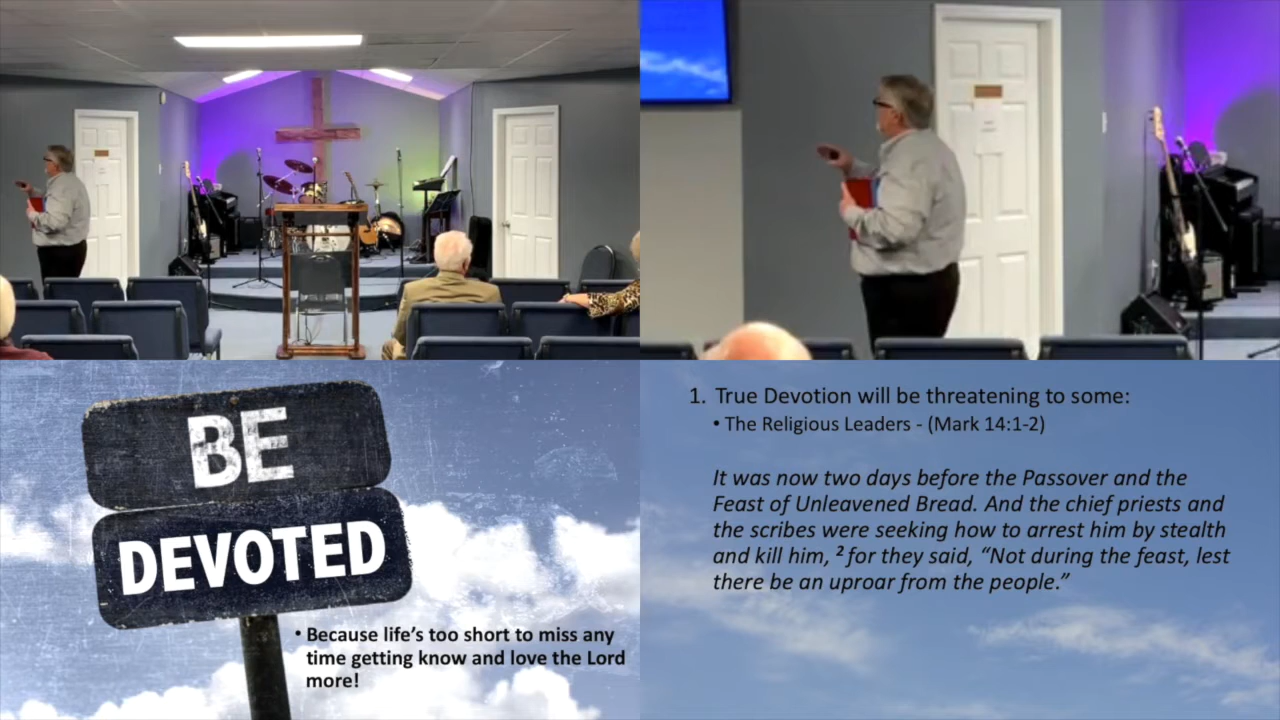 BE
DEVOTED
• Because life's too short to miss any
time getting know and love the Lord
more!
1. True Devotion will be threatening to some:
• The Religious Leaders - (Mark 14:1-2)
It was now two days before the Passover and the
Feast of Unleavened Bread. And the chief priests and
the scribes were seeking how to arrest him by stealth
and kill him, ² for they said, “Not during the feast, lest
there be an uproar from the people.”